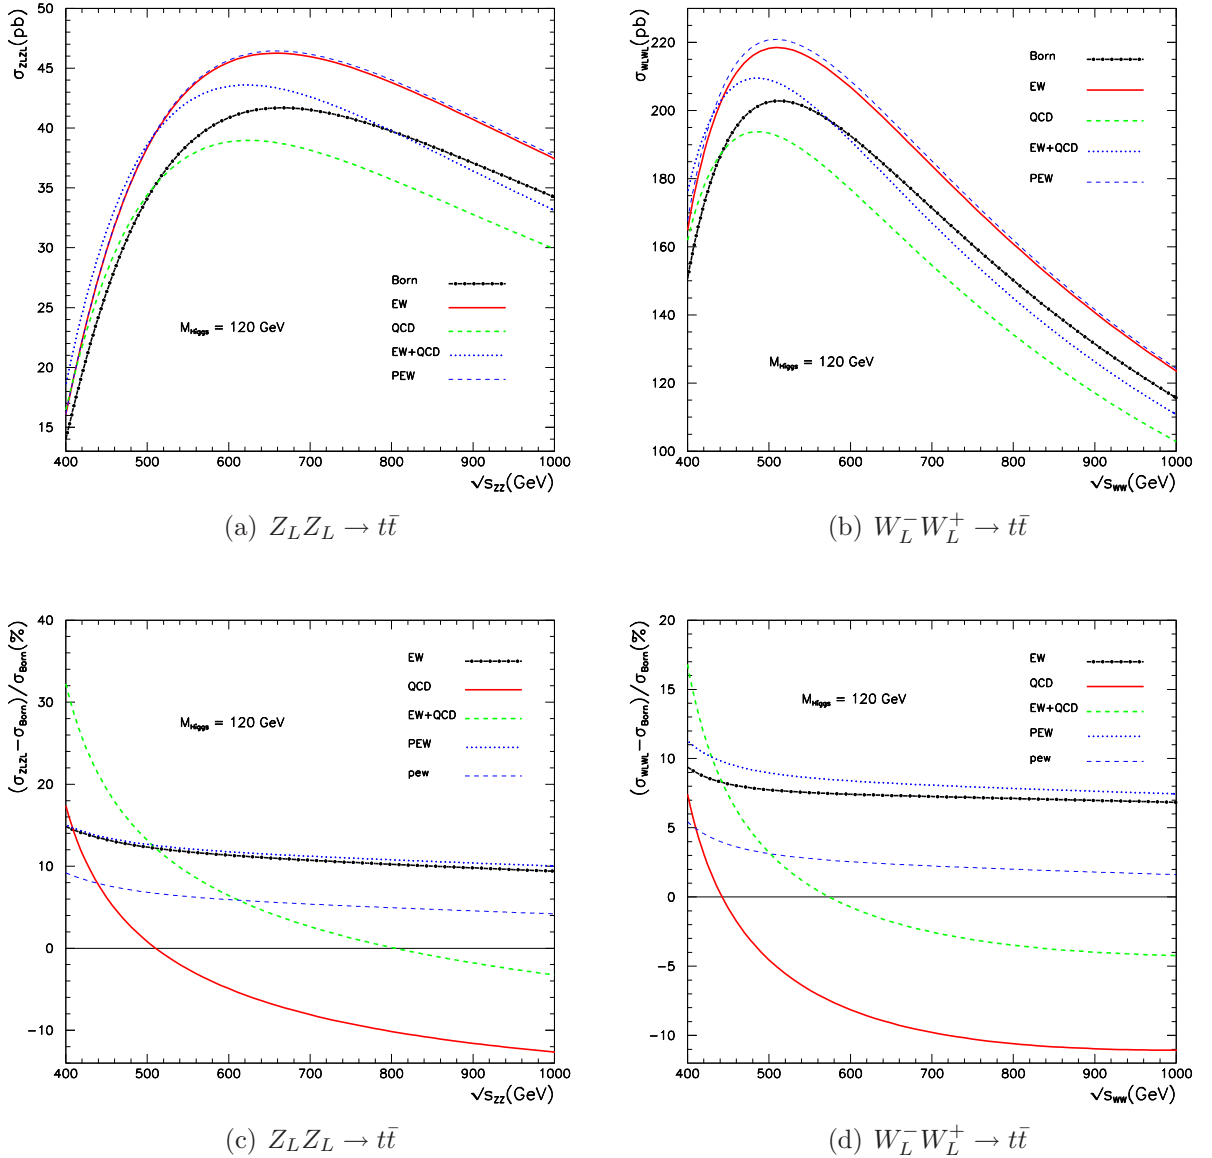 σ_ZLZL(pb)
50
45
40
35
30
25
20
15
Born
EW
QCD
EW+QCD
PEW
M_Higgs = 120 GeV
400 500 600 700 800 900 1000
√s_ZZ(GeV)
(a) Z_L Z_L → tt̄
σ_WLWL(pb)
220
200
180
160
140
120
100
Born
EW
QCD
EW+QCD
PEW
M_Higgs = 120 GeV
400 500 600 700 800 900 1000
√s_WW(GeV)
(b) W_L^- W_L^+ → tt̄
(σ_ZLZL−σ_Born)/σ_Born(%)
40
30
20
10
0
−10
EW
QCD
EW+QCD
PEW
pew
M_Higgs = 120 GeV
400 500 600 700 800 900 1000
√s_ZZ(GeV)
(c) Z_L Z_L → tt̄
(σ_WLWL−σ_Born)/σ_Born(%)
20
15
10
5
0
−5
−10
EW
QCD
EW+QCD
PEW
pew
M_Higgs = 120 GeV
400 500 600 700 800 900 1000
√s_WW(GeV)
(d) W_L^- W_L^+ → tt̄